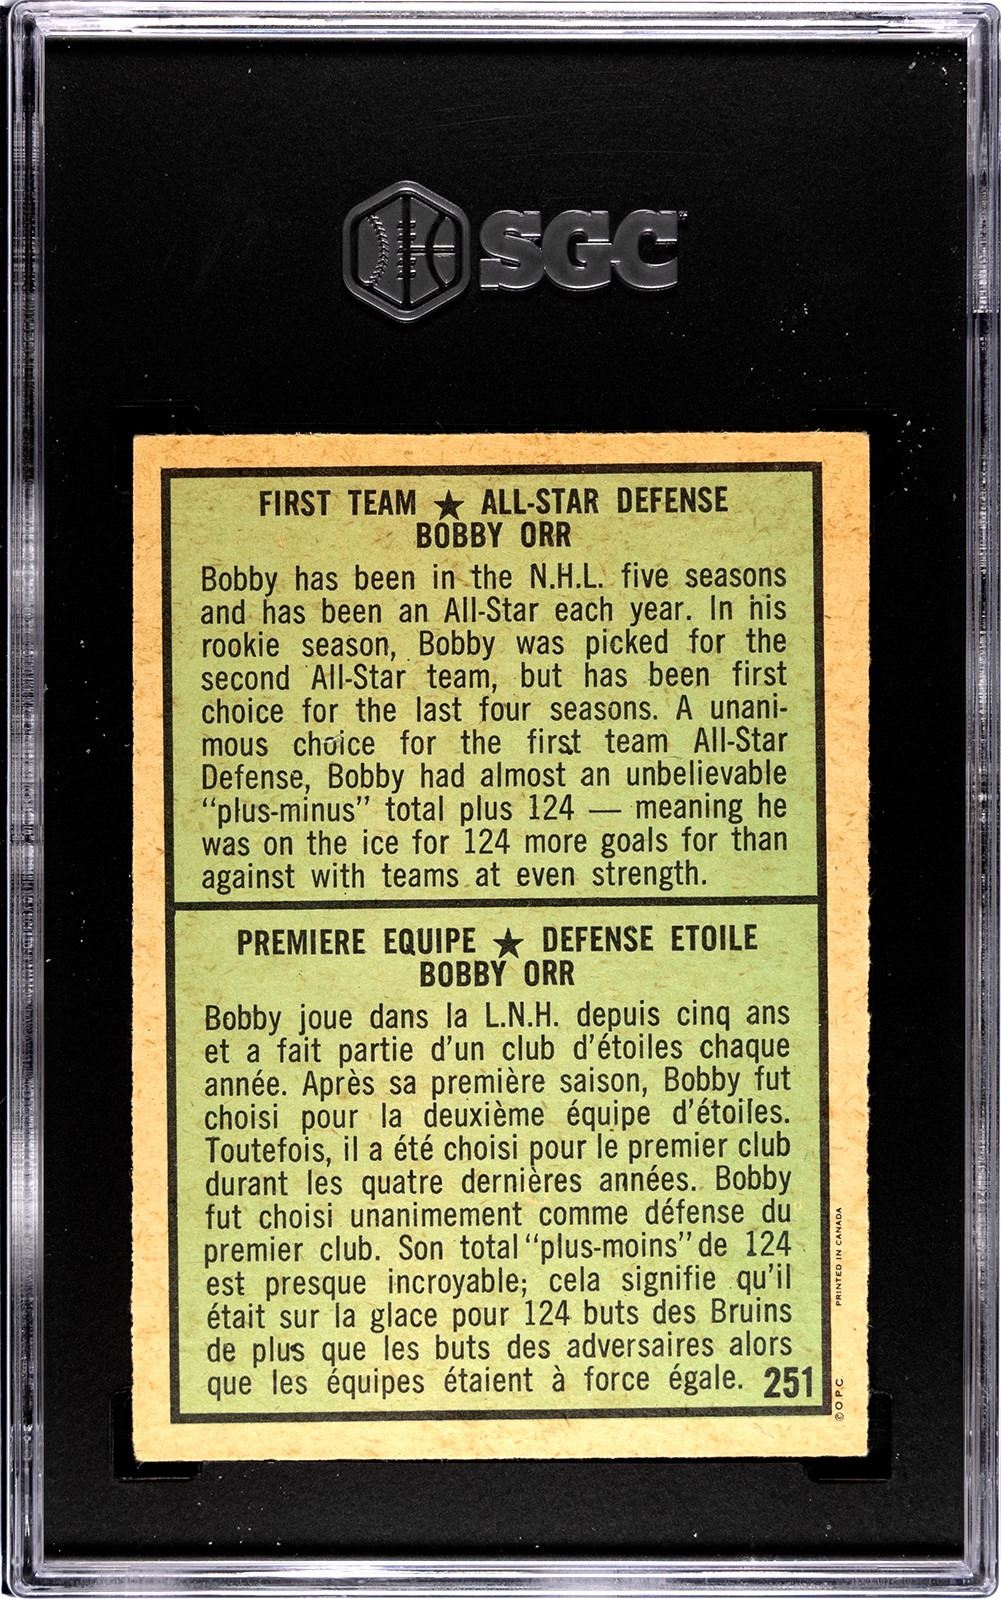 SGC
FIRST TEAM ★ ALL-STAR DEFENSE
BOBBY ORR
Bobby has been in the N.H.L. five seasons
and has been an All-Star each year. In his
rookie season, Bobby was picked for the
second All-Star team, but has been first
choice for the last four seasons. A unani-
mous choice for the first team All-Star
Defense, Bobby had almost an unbelievable
“plus-minus” total plus 124 — meaning he
was on the ice for 124 more goals for than
against with teams at even strength.
PREMIERE EQUIPE ★ DEFENSE ETOILE
BOBBY ORR
Bobby joue dans la L.N.H. depuis cinq ans
et a fait partie d'un club d'étoiles chaque
année. Après sa première saison, Bobby fut
choisi pour la deuxième équipe d'étoiles.
Toutefois, il a été choisi pour le premier club
durant les quatre dernières années. Bobby
fut choisi unanimement comme défense du
premier club. Son total “plus-moins” de 124
est presque incroyable; cela signifie qu'il
était sur la glace pour 124 buts des Bruins
de plus que les buts des adversaires alors
que les équipes étaient à force égale. 251
© O.P.C. PRINTED IN CANADA